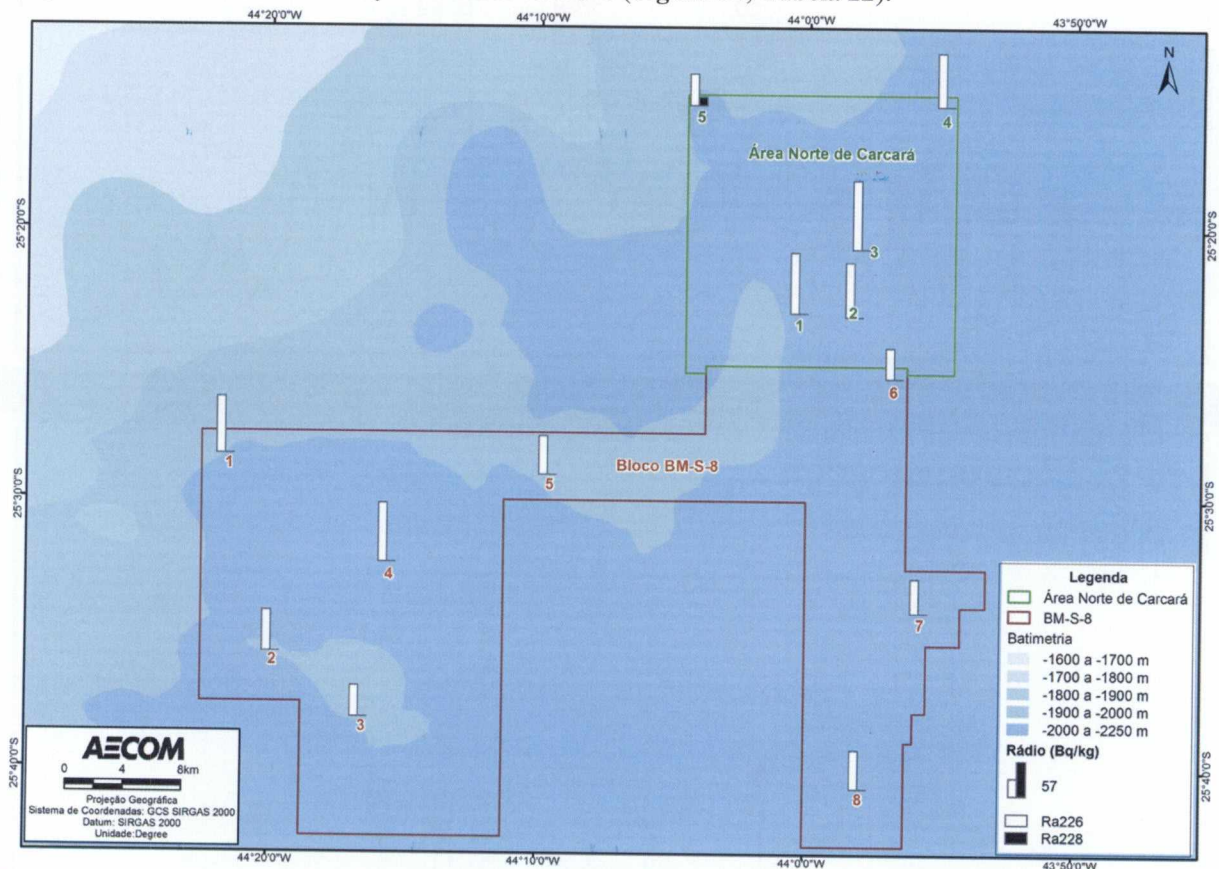 44°20'0"W 44°10'0"W 44°0'0"W 43°50'0"W
N
5
4
Área Norte de Carcará
25°20'0"S
25°20'0"S
3
1
2
6
1
5
Bloco BM-S-8
25°30'0"S
25°30'0"S
4
7
2
3
8
25°40'0"S
25°40'0"S
Legenda
Área Norte de Carcará
BM-S-8
Batimetria
-1600 a -1700 m
-1700 a -1800 m
-1800 a -1900 m
-1900 a -2000 m
-2000 a -2250 m
Rádio (Bq/kg)
57
Ra226
Ra228
AECOM
0 4 8km
Projeção Geográfica
Sistema de Coordenadas: GCS SIRGAS 2000
Datum: SIRGAS 2000
Unidade:Degree
44°20'0"W 44°10'0"W 44°0'0"W 43°50'0"W